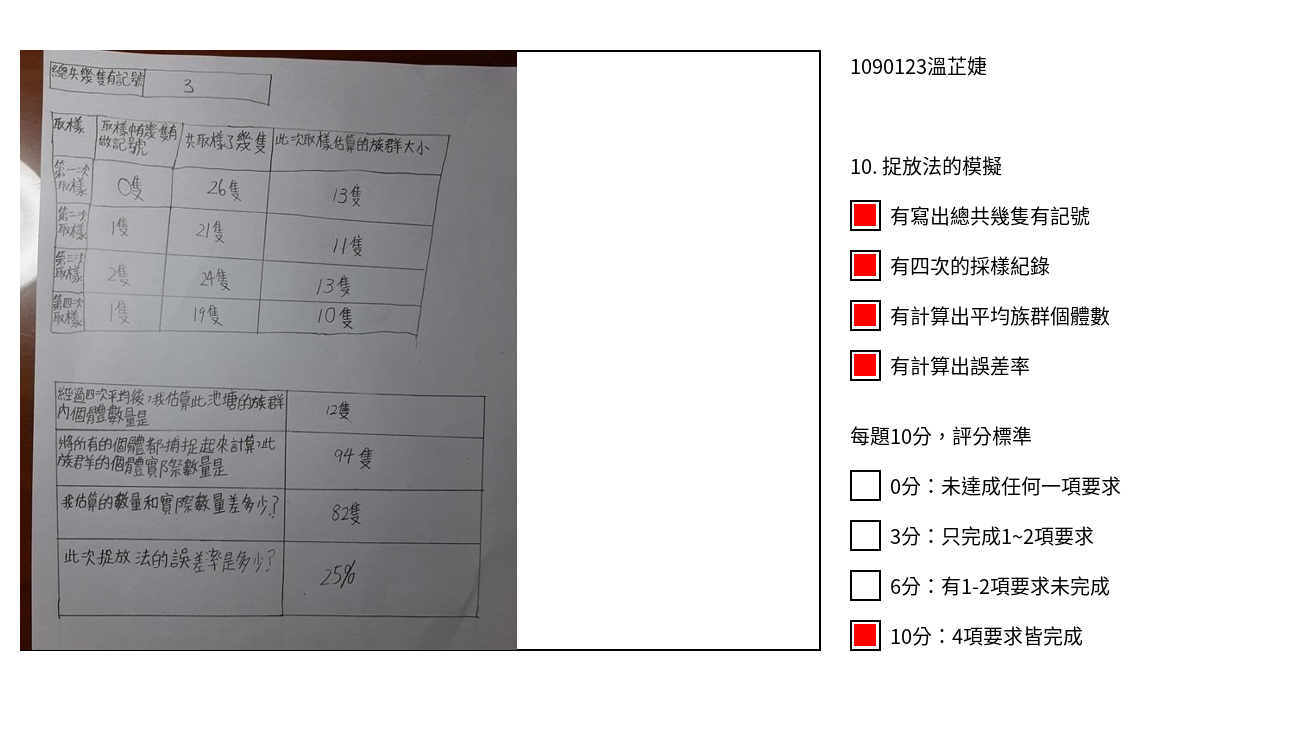 總共幾隻有記號
3
取樣
取樣中有幾隻有
做記號
共取樣了幾隻
此次取樣估算的族群大小
第一次
取樣
0隻
26隻
13隻
第二次
取樣
1隻
21隻
11隻
第三次
取樣
2隻
24隻
13隻
第四次
取樣
1隻
19隻
10隻
經過四次平均後,我估算此池塘的族群
內個體數量是
12隻
將所有的個體都捕捉起來計算,此
族群的個體實際數量是
94隻
我估算的數量和實際數量差多少?
82隻
此次捉放法的誤差率是多少?
25%
1090123溫芷婕
10. 捉放法的模擬
有寫出總共幾隻有記號
有四次的採樣紀錄
有計算出平均族群個體數
有計算出誤差率
每題10分，評分標準
0分：未達成任何一項要求
3分：只完成1~2項要求
6分：有1-2項要求未完成
10分：4項要求皆完成